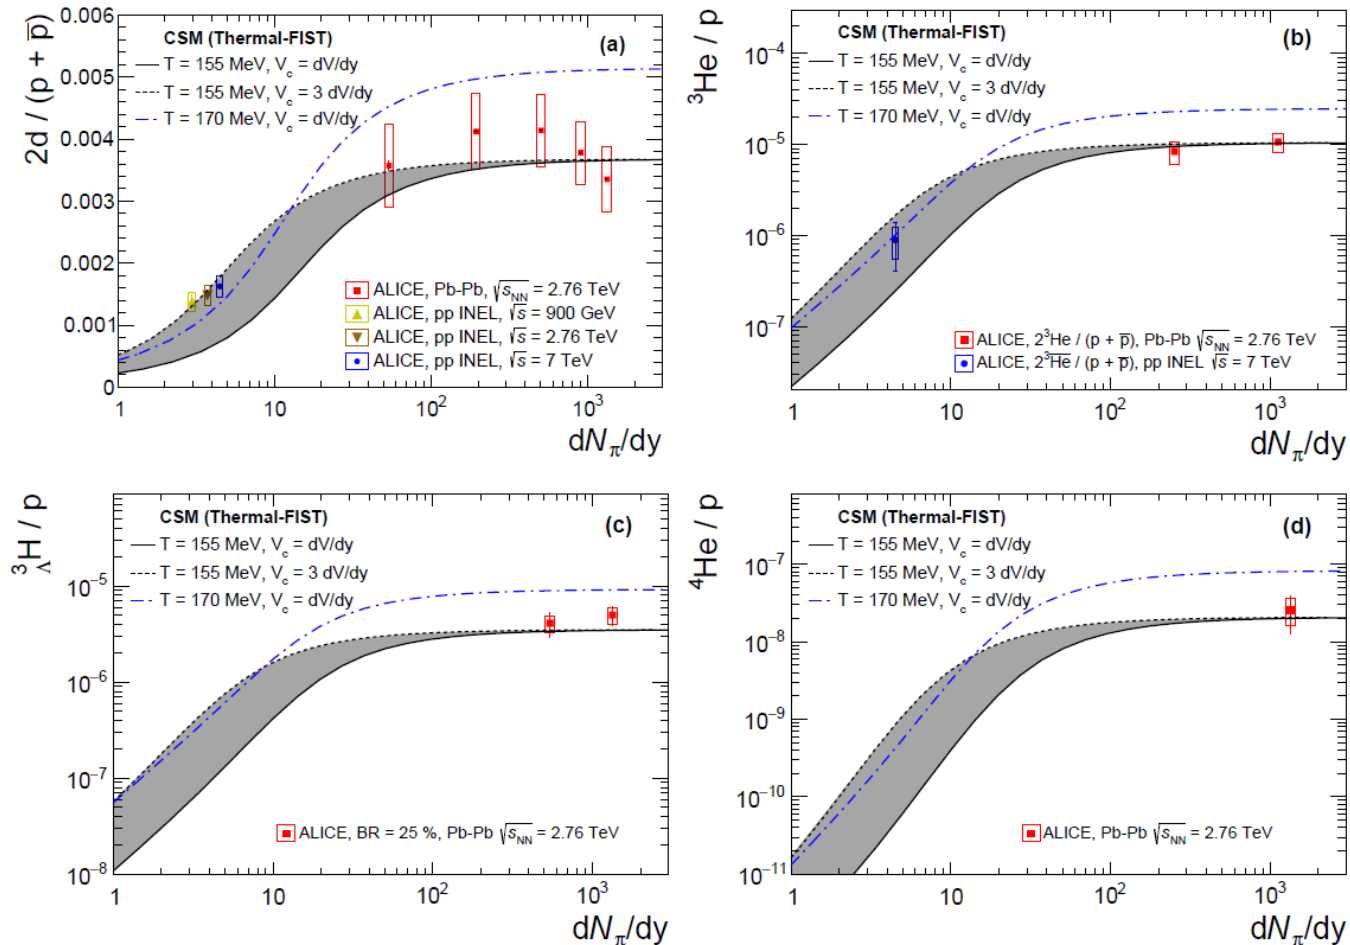 2d / (p + p̅)
0.006
0.005
0.004
0.003
0.002
0.001
0
CSM (Thermal-FIST)
(a)
T = 155 MeV, V_c = dV/dy
T = 155 MeV, V_c = 3 dV/dy
T = 170 MeV, V_c = dV/dy
ALICE, Pb-Pb, √s_NN = 2.76 TeV
ALICE, pp INEL, √s = 900 GeV
ALICE, pp INEL, √s = 2.76 TeV
ALICE, pp INEL, √s = 7 TeV
1 10 10² 10³
dN_π/dy
³He / p
10⁻⁴
10⁻⁵
10⁻⁶
10⁻⁷
CSM (Thermal-FIST)
(b)
T = 155 MeV, V_c = dV/dy
T = 155 MeV, V_c = 3 dV/dy
T = 170 MeV, V_c = dV/dy
ALICE, 2³He / (p + p̅), Pb-Pb √s_NN = 2.76 TeV
ALICE, 2³H̅e̅ / (p + p̅), pp INEL √s = 7 TeV
1 10 10² 10³
dN_π/dy
³_ΛH / p
10⁻⁵
10⁻⁶
10⁻⁷
10⁻⁸
CSM (Thermal-FIST)
(c)
T = 155 MeV, V_c = dV/dy
T = 155 MeV, V_c = 3 dV/dy
T = 170 MeV, V_c = dV/dy
ALICE, BR = 25 %, Pb-Pb √s_NN = 2.76 TeV
1 10 10² 10³
dN_π/dy
⁴He / p
10⁻⁷
10⁻⁸
10⁻⁹
10⁻¹⁰
10⁻¹¹
CSM (Thermal-FIST)
(d)
T = 155 MeV, V_c = dV/dy
T = 155 MeV, V_c = 3 dV/dy
T = 170 MeV, V_c = dV/dy
ALICE, Pb-Pb √s_NN = 2.76 TeV
1 10 10² 10³
dN_π/dy